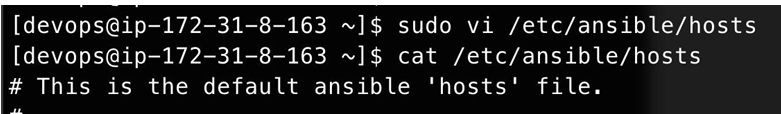 [devops@ip-172-31-8-163 ~]$ sudo vi /etc/ansible/hosts
[devops@ip-172-31-8-163 ~]$ cat /etc/ansible/hosts
# This is the default ansible 'hosts' file.
#